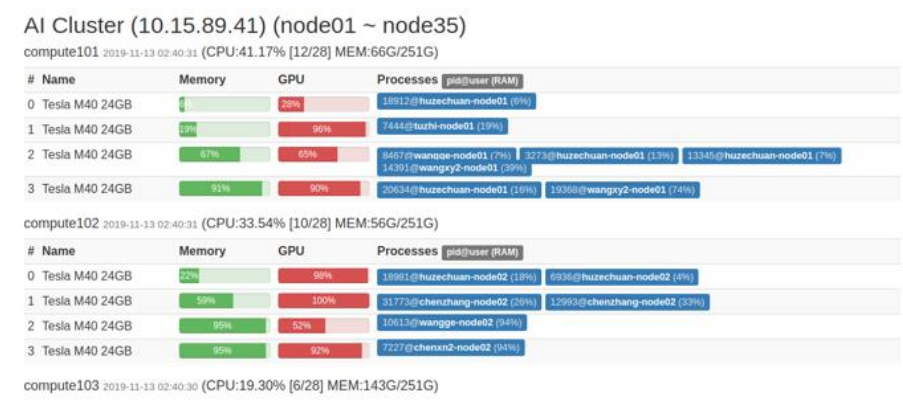 AI Cluster (10.15.89.41) (node01 ~ node35)
compute101 2019-11-13 02:40:31 (CPU:41.17% [12/28] MEM:66G/251G)
# Name Memory GPU Processes pid@user (RAM)
0 Tesla M40 24GB 28% 18912@huzechuan-node01 (6%)
1 Tesla M40 24GB 19% 96% 7444@tuzhi-node01 (19%)
2 Tesla M40 24GB 67% 65% 8467@wangge-node01 (7%) 3273@huzechuan-node01 (13%) 13345@huzechuan-node01 (7%)
14391@wangxy2-node01 (39%)
3 Tesla M40 24GB 91% 90% 20634@huzechuan-node01 (16%) 19368@wangxy2-node01 (74%)
compute102 2019-11-13 02:40:31 (CPU:33.54% [10/28] MEM:56G/251G)
# Name Memory GPU Processes pid@user (RAM)
0 Tesla M40 24GB 22% 98% 18981@huzechuan-node02 (18%) 6936@huzechuan-node02 (4%)
1 Tesla M40 24GB 59% 100% 31773@chenzhang-node02 (26%) 12993@chenzhang-node02 (33%)
2 Tesla M40 24GB 95% 52% 10613@wangge-node02 (94%)
3 Tesla M40 24GB 95% 92% 7227@chenxn2-node02 (94%)
compute103 2019-11-13 02:40:30 (CPU:19.30% [6/28] MEM:143G/251G)